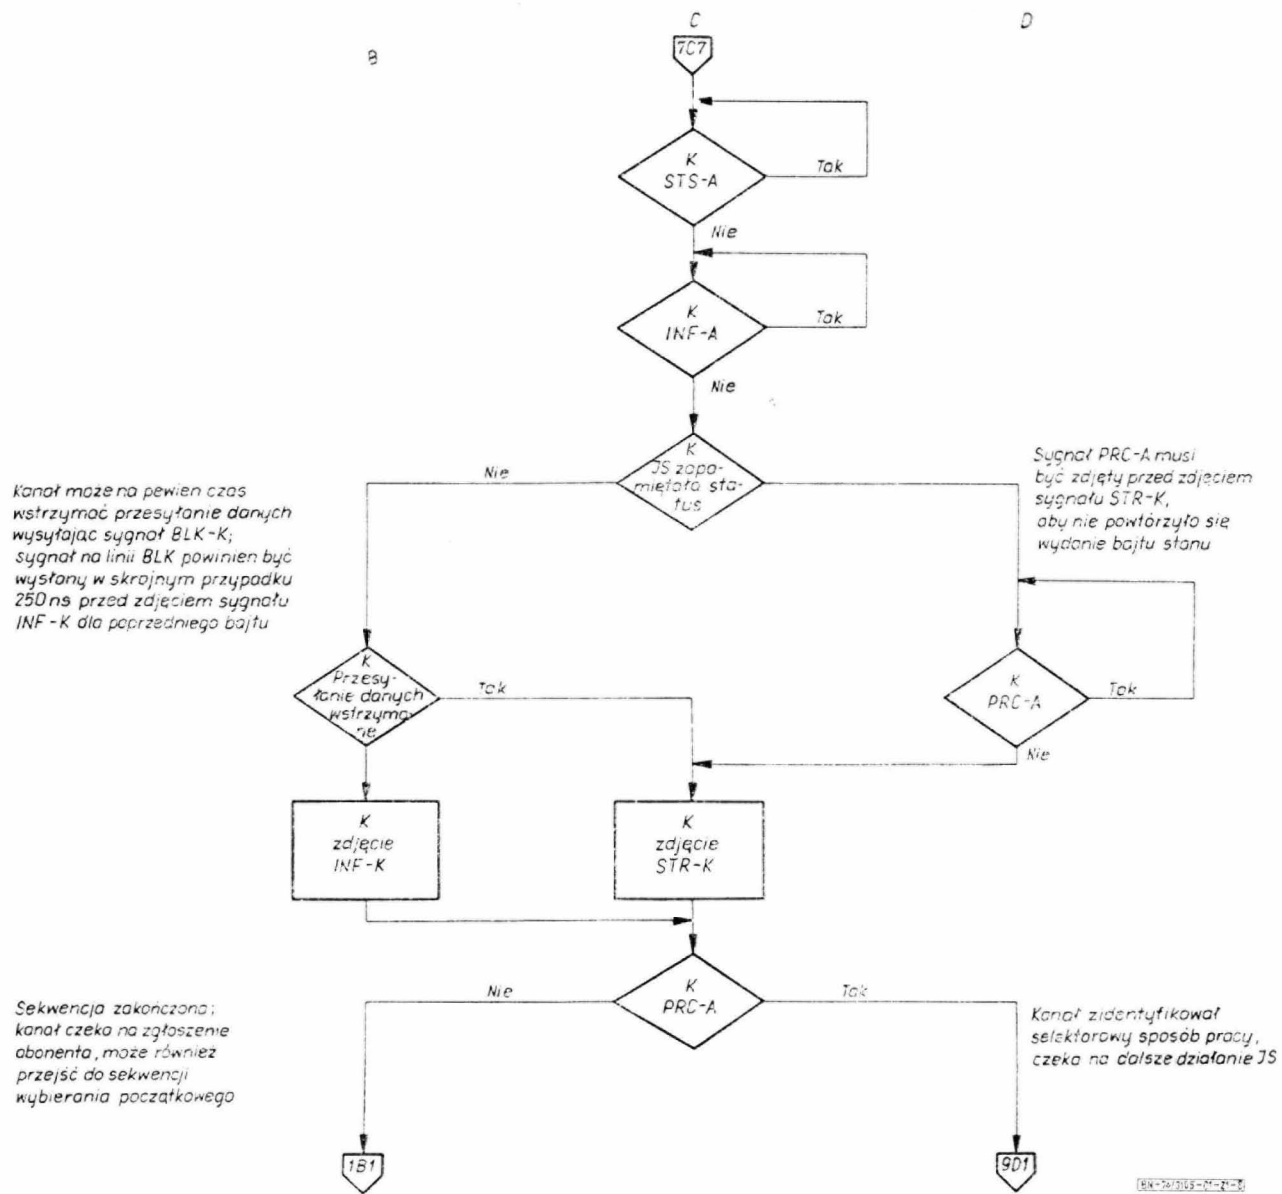 B
C
D
7C7
K
STS-A
Tak
Nie
K
INF-A
Tak
Nie
K
JS zapa-
miętała sta-
tus
Nie
Kanał może na pewien czas
wstrzymać przesyłanie danych
wysyłając sygnał BLK-K;
sygnał na linii BLK powinien być
wysłany w skrajnym przypadku
250 ns przed zdjęciem sygnału
INF-K dla poprzedniego bajtu
Sygnał PRC-A musi
być zdjęty przed zdjęciem
sygnału STR-K,
aby nie powtórzyło się
wydanie bajtu stanu
K
Przesy-
łanie danych
wstrzyma-
ne
Tak
K
PRC-A
Tak
Nie
K
zdjęcie
INF-K
K
zdjęcie
STR-K
K
PRC-A
Nie
Tak
Sekwencja zakończona;
kanał czeka na zgłoszenie
abonenta, może również
przejść do sekwencji
wybierania początkowego
Kanał zidentyfikował
selektorowy sposób pracy,
czeka na dalsze działanie JS
1B1
9D1